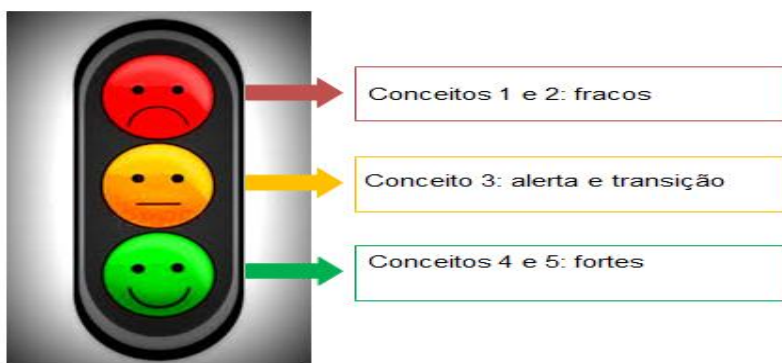 Conceitos 1 e 2: fracos
Conceito 3: alerta e transição
Conceitos 4 e 5: fortes